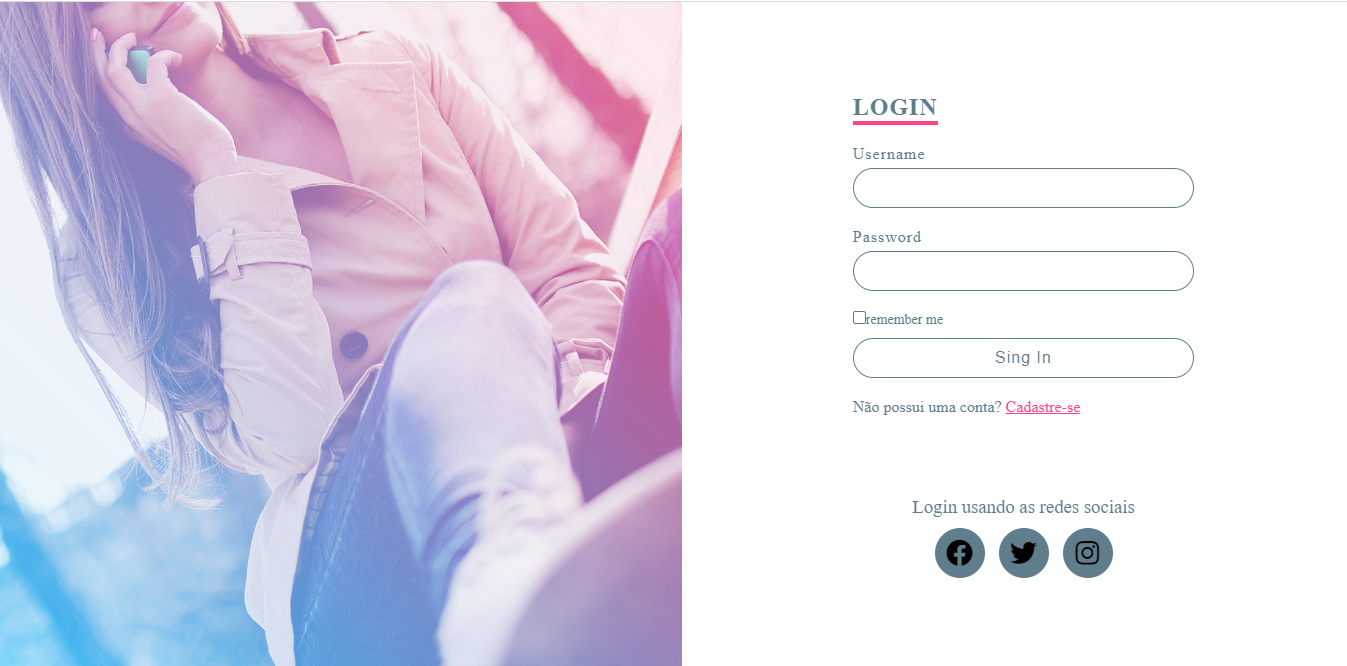 LOGIN
Username
Password
remember me
Sing In
Não possui uma conta? Cadastre-se
Login usando as redes sociais